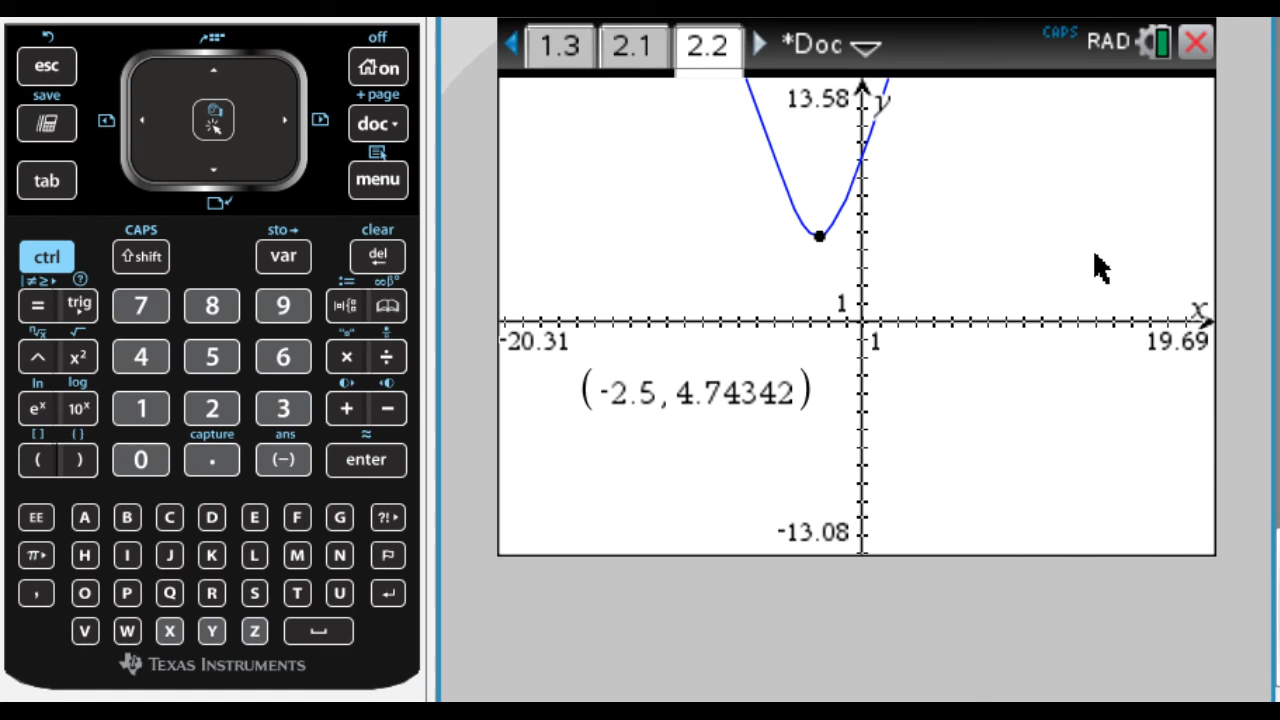 off
esc
on
save
+ page
doc
tab
menu
CAPS
sto→
clear
ctrl
⇧shift
var
del
|≠≥▸
?
:=
∞β°
=
trig
7
8
9
|□|{
ⁿ√x
√
"□"
^
x²
4
5
6
×
÷
ln
log
eˣ
10ˣ
1
2
3
+
−
[ ]
{ }
capture
ans
≈
(
)
0
.
(−)
enter
EE
A
B
C
D
E
F
G
?!▸
π▸
H
I
J
K
L
M
N
,
O
P
Q
R
S
T
U
V
W
X
Y
Z
TEXAS INSTRUMENTS
1.3
2.1
2.2
*Doc
CAPS
RAD
13.58
y
1
x
-20.31
1
19.69
(-2.5, 4.74342)
-13.08